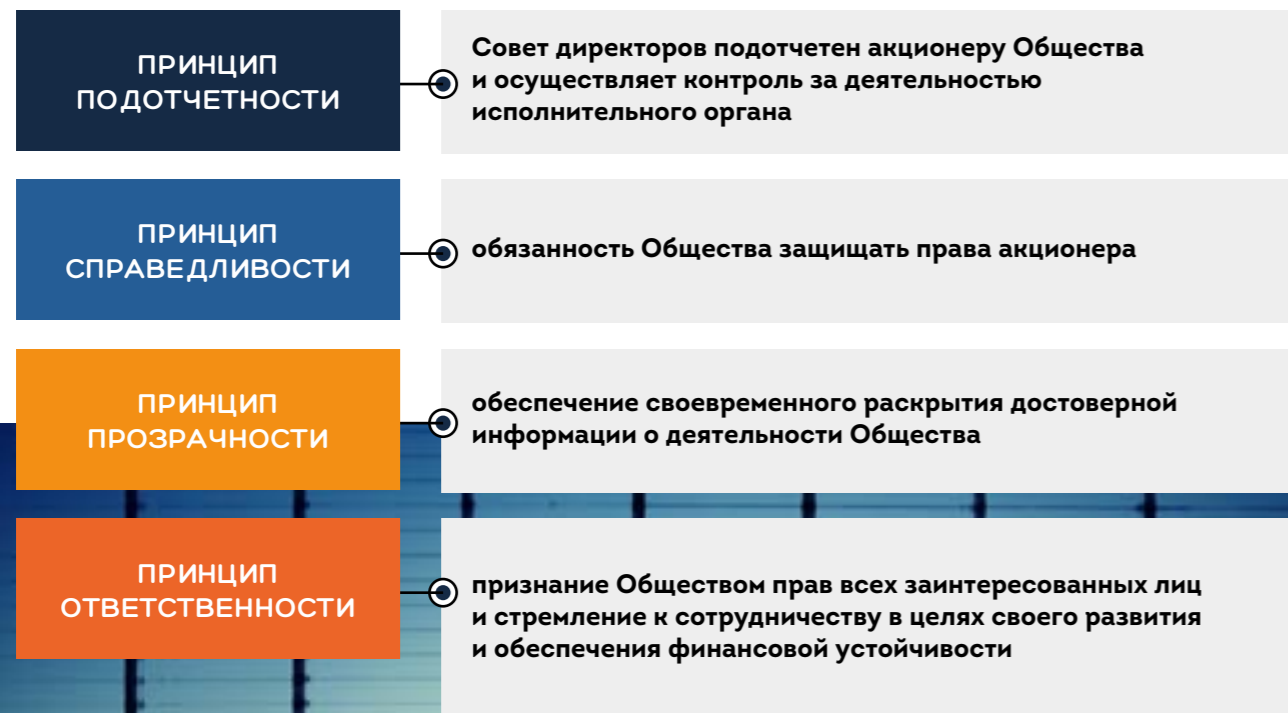 ПРИНЦИП
ПОДОТЧЕТНОСТИ
Совет директоров подотчетен акционеру Общества
и осуществляет контроль за деятельностью
исполнительного органа
ПРИНЦИП
СПРАВЕДЛИВОСТИ
обязанность Общества защищать права акционера
ПРИНЦИП
ПРОЗРАЧНОСТИ
обеспечение своевременного раскрытия достоверной
информации о деятельности Общества
ПРИНЦИП
ОТВЕТСТВЕННОСТИ
признание Обществом прав всех заинтересованных лиц
и стремление к сотрудничеству в целях своего развития
и обеспечения финансовой устойчивости